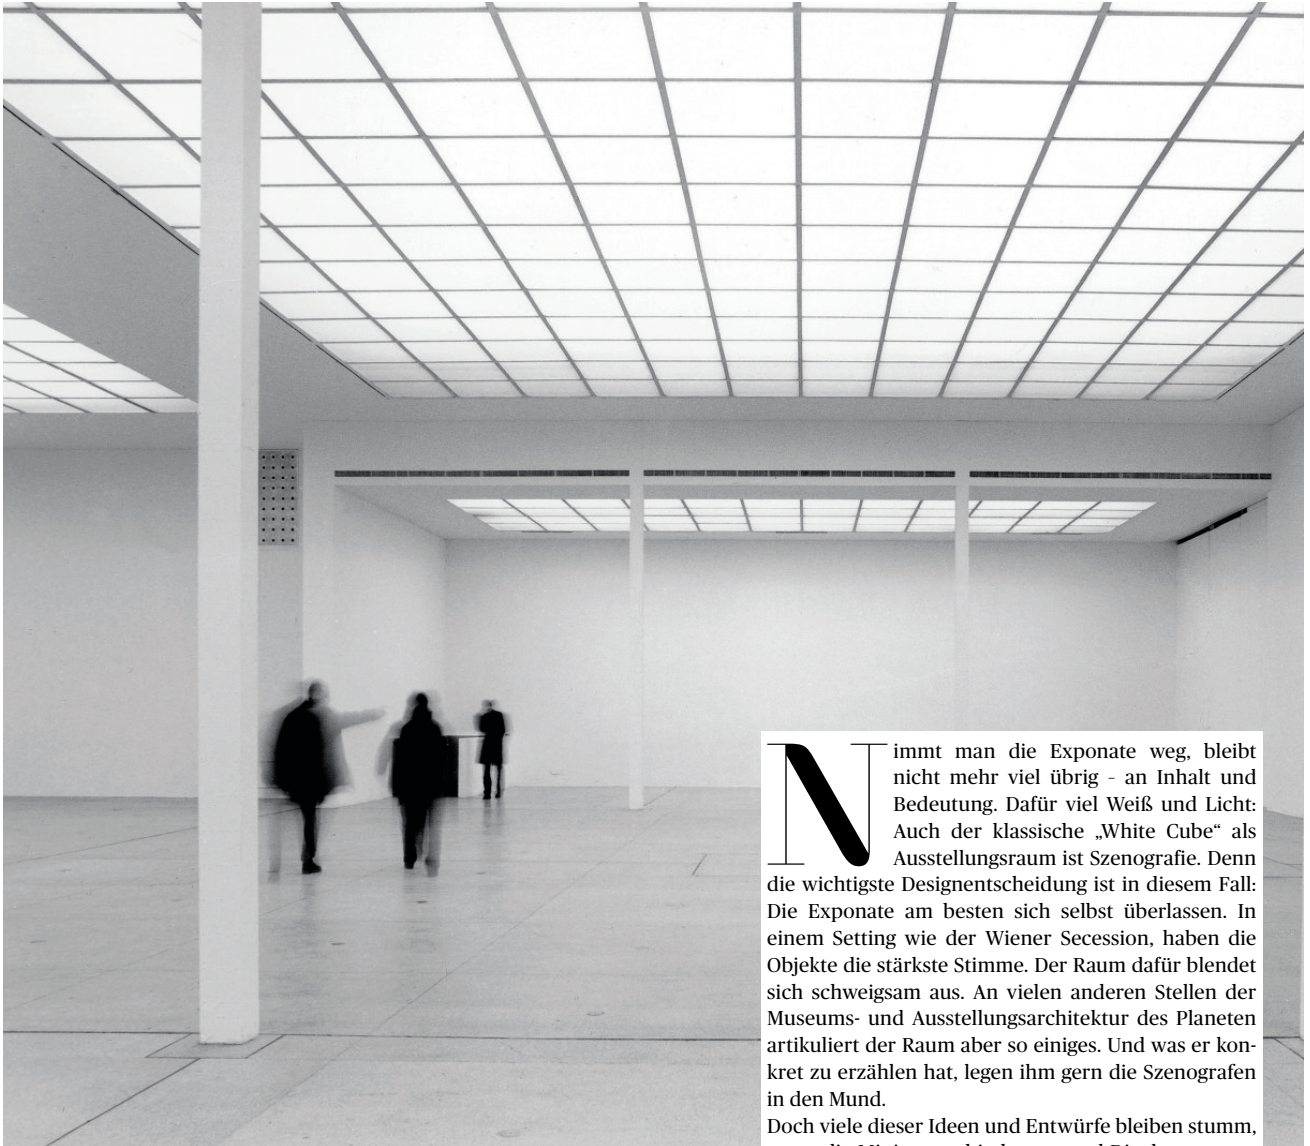 Nimmt man die Exponate weg, bleibt
nicht mehr viel übrig - an Inhalt und
Bedeutung. Dafür viel Weiß und Licht:
Auch der klassische „White Cube“ als
Ausstellungsraum ist Szenografie. Denn
die wichtigste Designentscheidung ist in diesem Fall:
Die Exponate am besten sich selbst überlassen. In
einem Setting wie der Wiener Secession, haben die
Objekte die stärkste Stimme. Der Raum dafür blendet
sich schweigsam aus. An vielen anderen Stellen der
Museums- und Ausstellungsarchitektur des Planeten
artikuliert der Raum aber so einiges. Und was er kon-
kret zu erzählen hat, legen ihm gern die Szenografen
in den Mund.
Doch viele dieser Ideen und Entwürfe bleiben stumm,